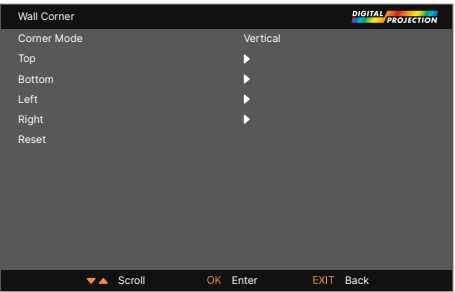 Wall Corner
DIGITAL PROJECTION
Corner Mode Vertical
Top
Bottom
Left
Right
Reset
Scroll OK Enter EXIT Back